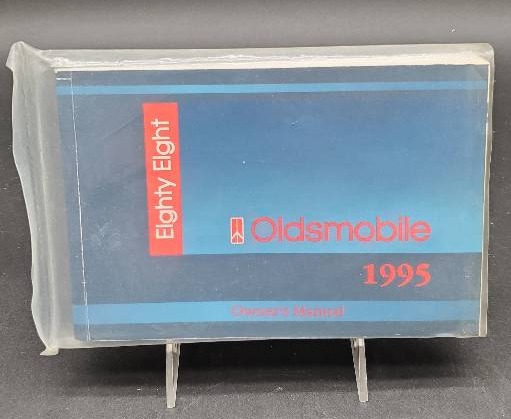 Eighty Eight
Oldsmobile
1995
Owner's Manual